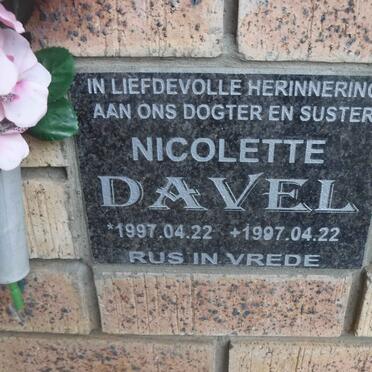 IN LIEFDEVOLLE HERINNERING
AAN ONS DOGTER EN SUSTER
NICOLETTE
DAVEL
*1997.04.22 +1997.04.22
RUS IN VREDE